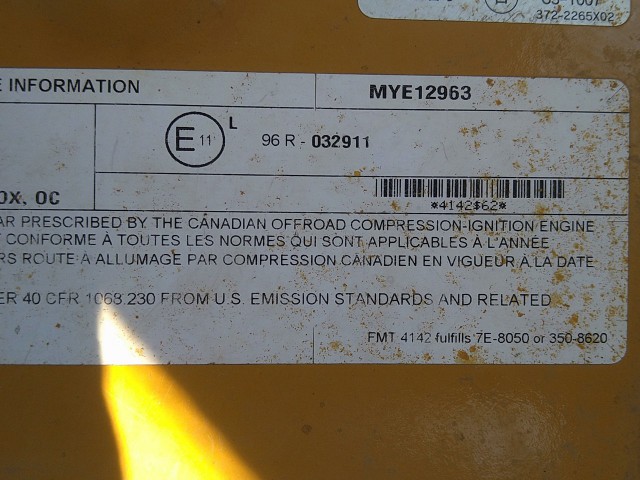 372-2265X02
E INFORMATION
MYE12963
E 11 L 96 R - 032911
OX, OC
*4142$62*
AR PRESCRIBED BY THE CANADIAN OFFROAD COMPRESSION-IGNITION ENGINE
T CONFORME À TOUTES LES NORMES QUI SONT APPLICABLES À L'ANNÉE
RS ROUTE À ALLUMAGE PAR COMPRESSION CANADIEN EN VIGUEUR À LA DATE
ER 40 CFR 1068.230 FROM U.S. EMISSION STANDARDS AND RELATED
FMT 4142 fulfills 7E-8050 or 350-8620